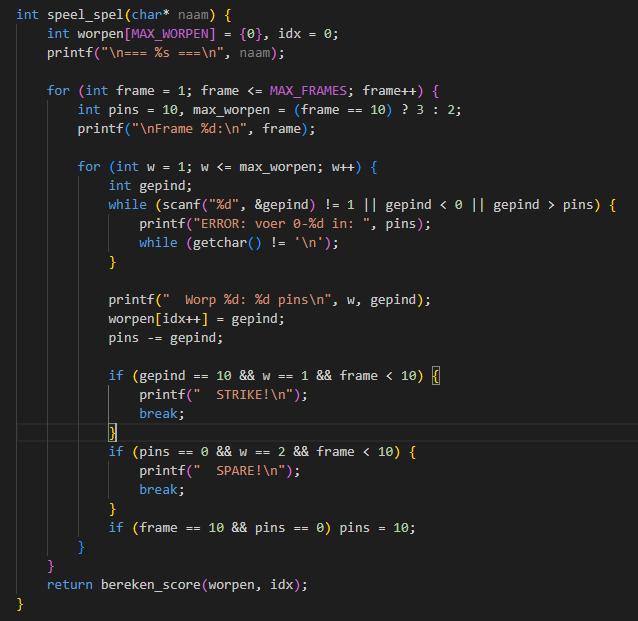 int speel_spel(char* naam) {
    int worpen[MAX_WORPEN] = {0}, idx = 0;
    printf("\n=== %s ===\n", naam);

    for (int frame = 1; frame <= MAX_FRAMES; frame++) {
        int pins = 10, max_worpen = (frame == 10) ? 3 : 2;
        printf("\nFrame %d:\n", frame);

        for (int w = 1; w <= max_worpen; w++) {
            int gepind;
            while (scanf("%d", &gepind) != 1 || gepind < 0 || gepind > pins) {
                printf("ERROR: voer 0-%d in: ", pins);
                while (getchar() != '\n');
            }

            printf("  Worp %d: %d pins\n", w, gepind);
            worpen[idx++] = gepind;
            pins -= gepind;

            if (gepind == 10 && w == 1 && frame < 10) {
                printf("  STRIKE!\n");
                break;
            }
            if (pins == 0 && w == 2 && frame < 10) {
                printf("  SPARE!\n");
                break;
            }
            if (frame == 10 && pins == 0) pins = 10;
        }
    }
    return bereken_score(worpen, idx);
}